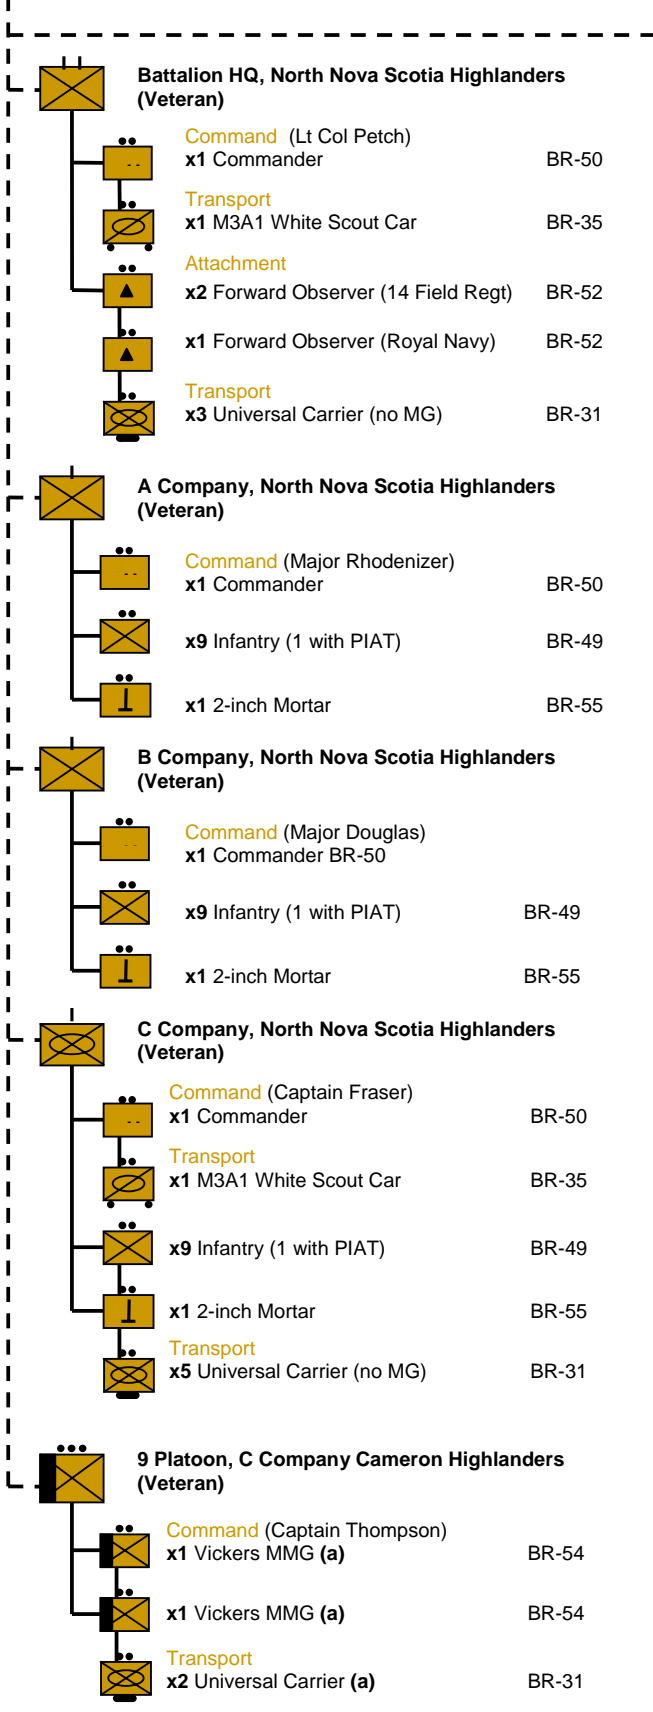 Battalion HQ, North Nova Scotia Highlanders
(Veteran)
Command (Lt Col Petch)
x1 Commander BR-50
Transport
x1 M3A1 White Scout Car BR-35
Attachment
x2 Forward Observer (14 Field Regt) BR-52
x1 Forward Observer (Royal Navy) BR-52
Transport
x3 Universal Carrier (no MG) BR-31
A Company, North Nova Scotia Highlanders
(Veteran)
Command (Major Rhodenizer)
x1 Commander BR-50
x9 Infantry (1 with PIAT) BR-49
x1 2-inch Mortar BR-55
B Company, North Nova Scotia Highlanders
(Veteran)
Command (Major Douglas)
x1 Commander BR-50
x9 Infantry (1 with PIAT) BR-49
x1 2-inch Mortar BR-55
C Company, North Nova Scotia Highlanders
(Veteran)
Command (Captain Fraser)
x1 Commander BR-50
Transport
x1 M3A1 White Scout Car BR-35
x9 Infantry (1 with PIAT) BR-49
x1 2-inch Mortar BR-55
Transport
x5 Universal Carrier (no MG) BR-31
9 Platoon, C Company Cameron Highlanders
(Veteran)
Command (Captain Thompson)
x1 Vickers MMG (a) BR-54
x1 Vickers MMG (a) BR-54
Transport
x2 Universal Carrier (a) BR-31